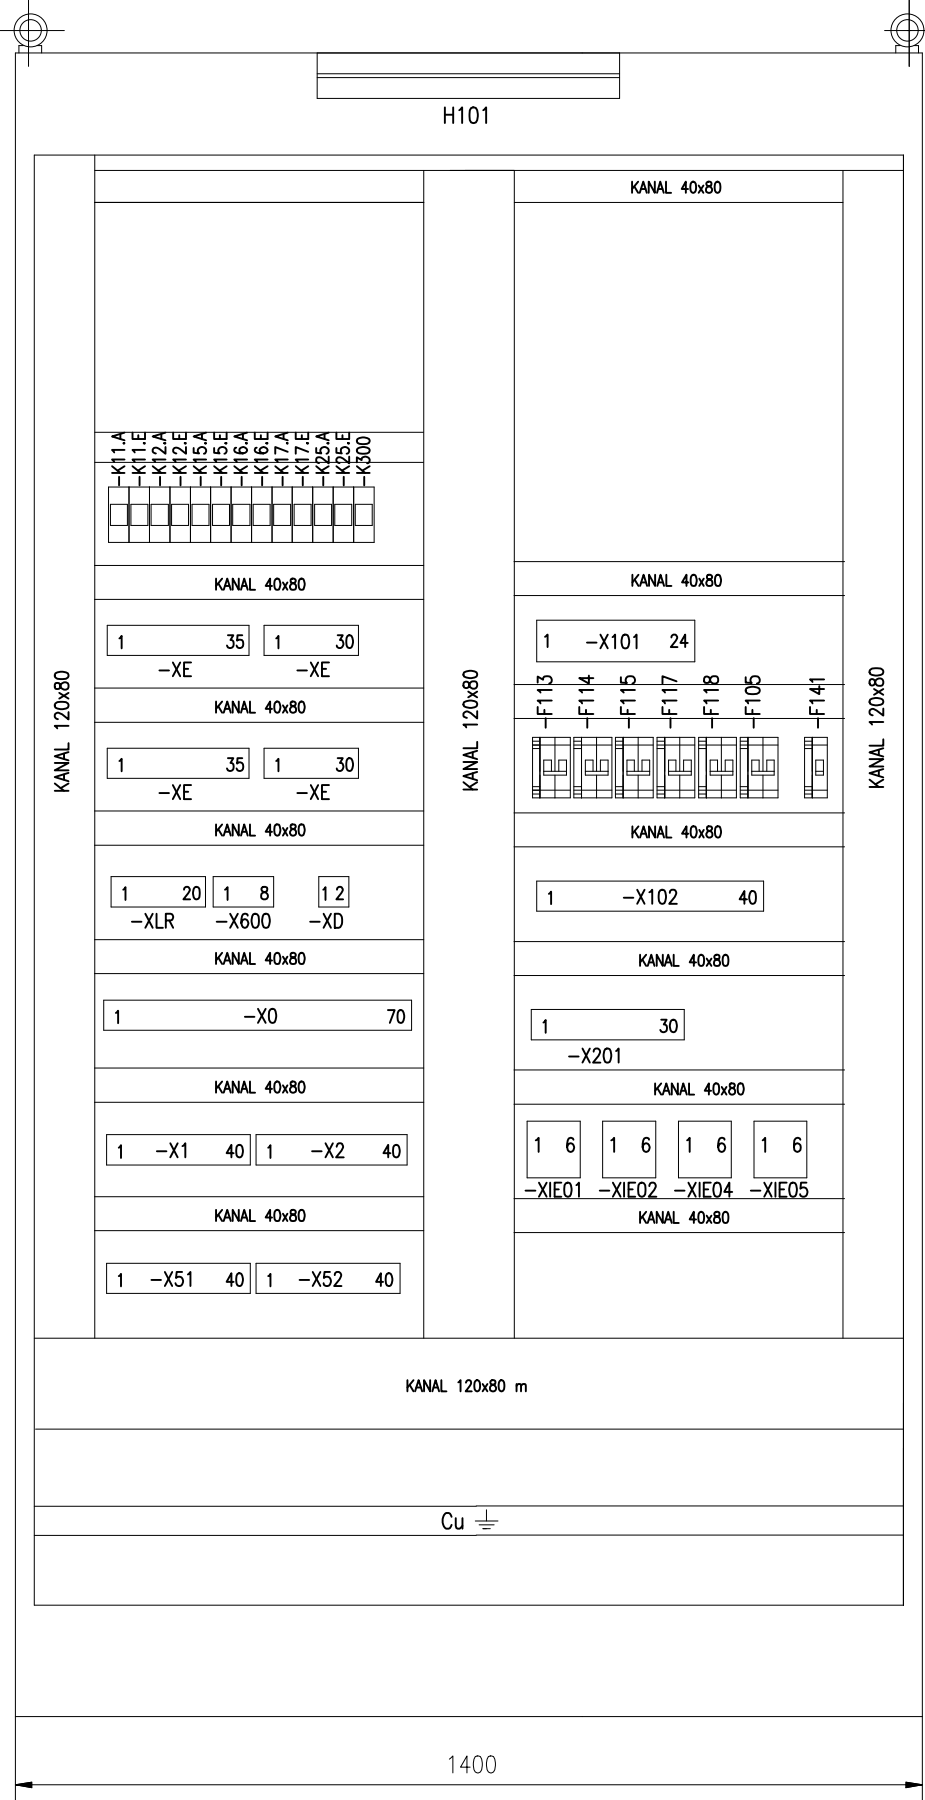 H101
KANAL 40x80
-K11.A
-K11.E
-K12.A
-K12.E
-K15.A
-K15.E
-K16.A
-K16.E
-K17.A
-K17.E
-K25.A
-K25.E
-K300
KANAL 40x80
1 35 1 30
-XE -XE
KANAL 40x80
1 35 1 30
-XE -XE
KANAL 40x80
1 20 1 8 1 2
-XLR -X600 -XD
KANAL 40x80
1 -X0 70
KANAL 40x80
1 -X1 40 1 -X2 40
KANAL 40x80
1 -X51 40 1 -X52 40
KANAL 120x80
KANAL 120x80
KANAL 120x80
KANAL 40x80
1 -X101 24
-F113
-F114
-F115
-F117
-F118
-F105
-F141
KANAL 40x80
1 -X102 40
KANAL 40x80
1 30
-X201
KANAL 40x80
1 6 1 6 1 6 1 6
-XIE01 -XIE02 -XIE04 -XIE05
KANAL 40x80
KANAL 120x80 m
Cu
1400